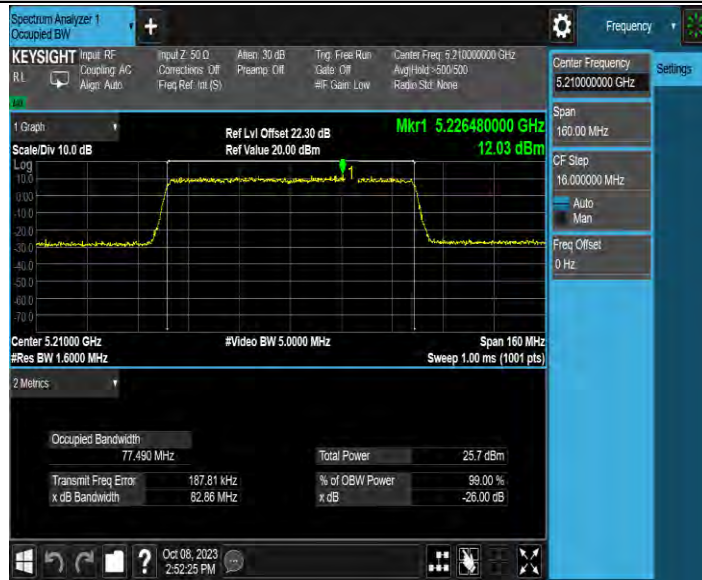 Spectrum Analyzer 1
Occupied BW
+
Frequency
KEYSIGHT Input: RF
RL
Coupling: AC
Align: Auto
Input Z: 50 Ω
Corrections: Off
Freq Ref: Int (S)
Atten: 30 dB
Preamp: Off
Trig: Free Run
Gate: Off
#IF Gain: Low
Center Freq: 5.210000000 GHz
Avg|Hold:>500/500
Radio Std: None
1 Graph
Scale/Div 10.0 dB
Ref Lvl Offset 22.30 dB
Ref Value 20.00 dBm
Mkr1 5.226480000 GHz
12.03 dBm
Log
10.0
0.00
-10.0
-20.0
-30.0
-40.0
-50.0
-60.0
-70.0
1
Center 5.21000 GHz
#Res BW 1.6000 MHz
#Video BW 5.0000 MHz
Span 160 MHz
Sweep 1.00 ms (1001 pts)
2 Metrics
Occupied Bandwidth
77.490 MHz
Total Power 25.7 dBm
Transmit Freq Error 187.81 kHz
% of OBW Power 99.00 %
x dB Bandwidth 82.86 MHz
x dB -26.00 dB
Oct 08, 2023
2:52:25 PM
?
Center Frequency
5.210000000 GHz
Settings
Span
160.00 MHz
CF Step
16.000000 MHz
Auto
Man
Freq Offset
0 Hz